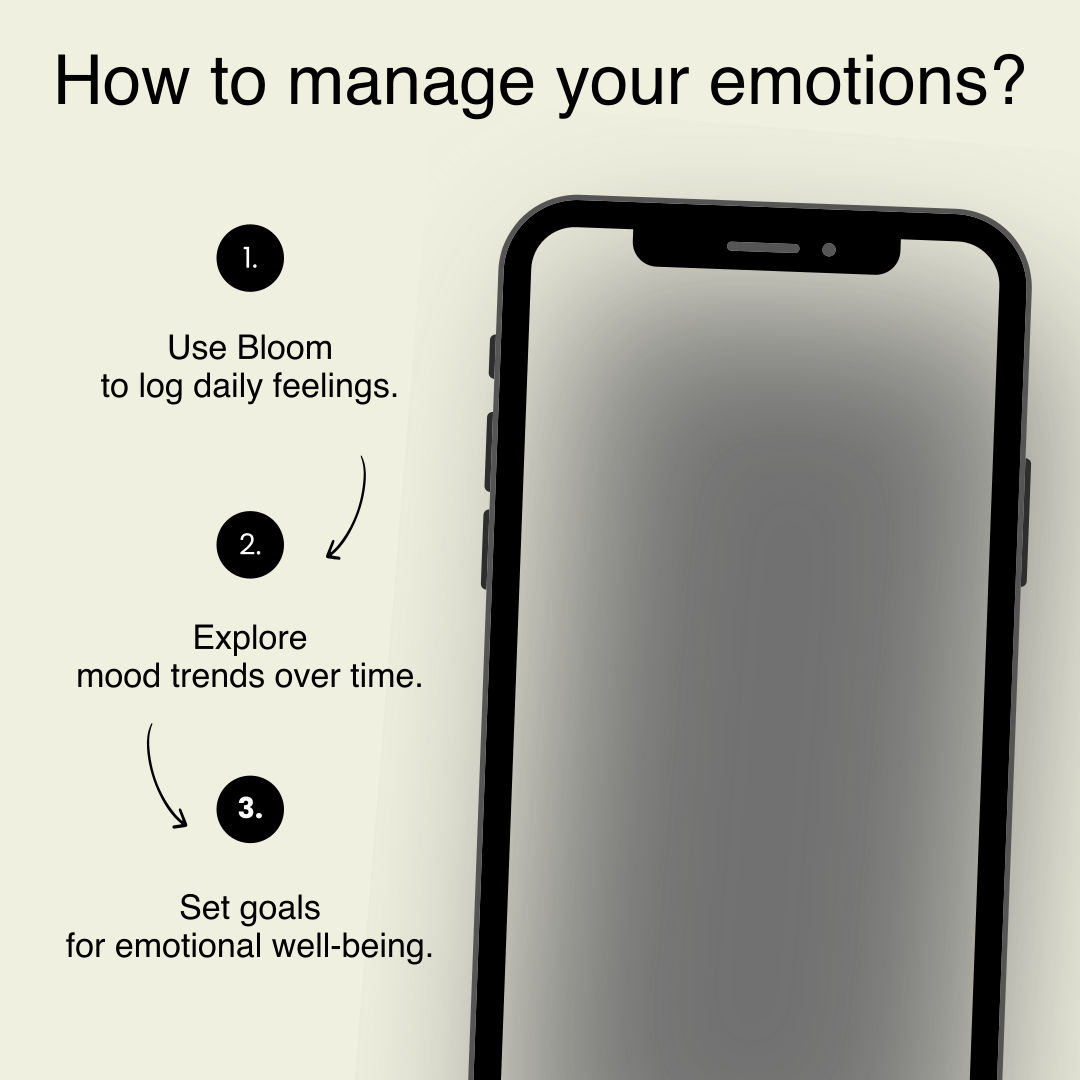 How to manage your emotions?
1.
Use Bloom
to log daily feelings.
2.
Explore
mood trends over time.
3.
Set goals
for emotional well-being.